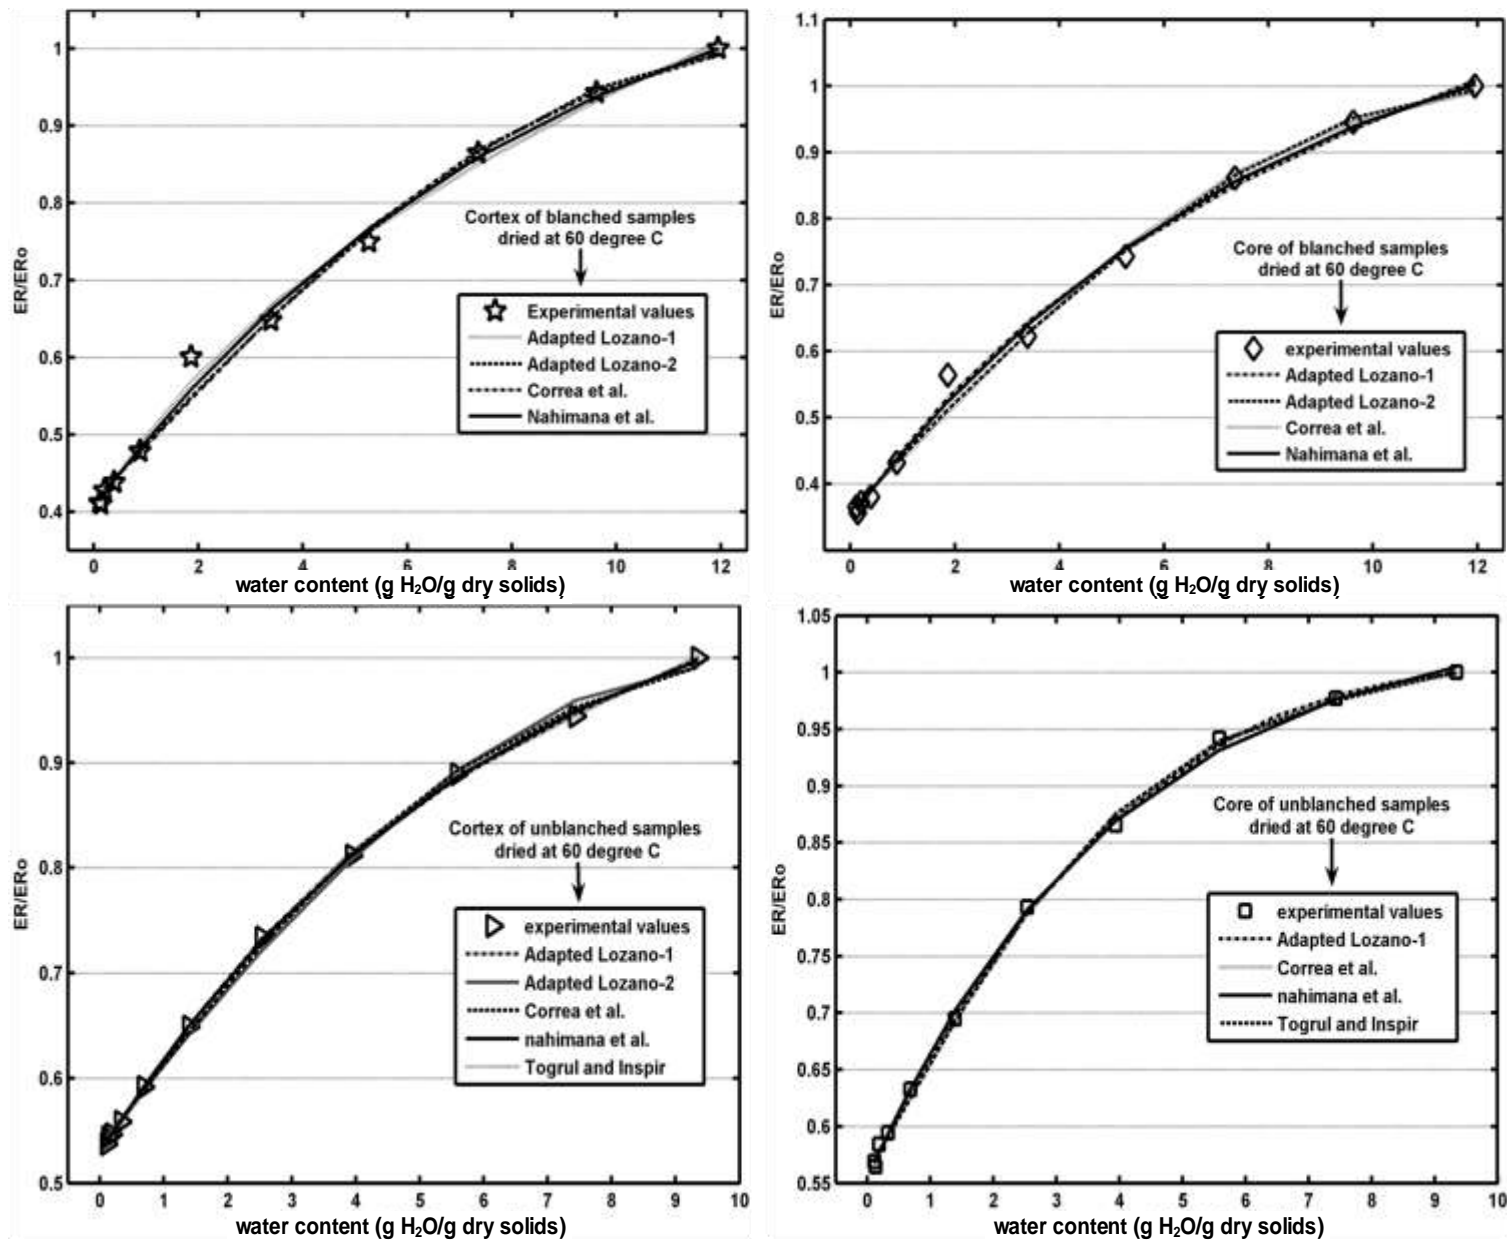 1
0.9
0.8
0.7
0.6
0.5
0.4
ER/ERo
Cortex of blanched samples
dried at 60 degree C
Experimental values
Adapted Lozano-1
Adapted Lozano-2
Correa et al.
Nahimana et al.
0 2 4 6 8 10 12
water content (g H₂O/g dry solids)
1.1
1
0.9
0.8
0.7
0.6
0.5
0.4
ER/ERo
Core of blanched samples
dried at 60 degree C
experimental values
Adapted Lozano-1
Adapted Lozano-2
Correa et al.
Nahimana et al.
0 2 4 6 8 10 12
water content (g H₂O/g dry solids)
1
0.9
0.8
0.7
0.6
0.5
ER/ERo
Cortex of unblanched samples
dried at 60 degree C
experimental values
Adapted Lozano-1
Adapted Lozano-2
Correa et al.
nahimana et al.
Togrul and Inspir
0 1 2 3 4 5 6 7 8 9 10
water content (g H₂O/g dry solids)
1.05
1
0.95
0.9
0.85
0.8
0.75
0.7
0.65
0.6
0.55
ER/ERo
Core of unblanched samples
dried at 60 degree C
experimental values
Adapted Lozano-1
Correa et al.
nahimana et al.
Togrul and Inspir
0 1 2 3 4 5 6 7 8 9 10
water content (g H₂O/g dry solids)